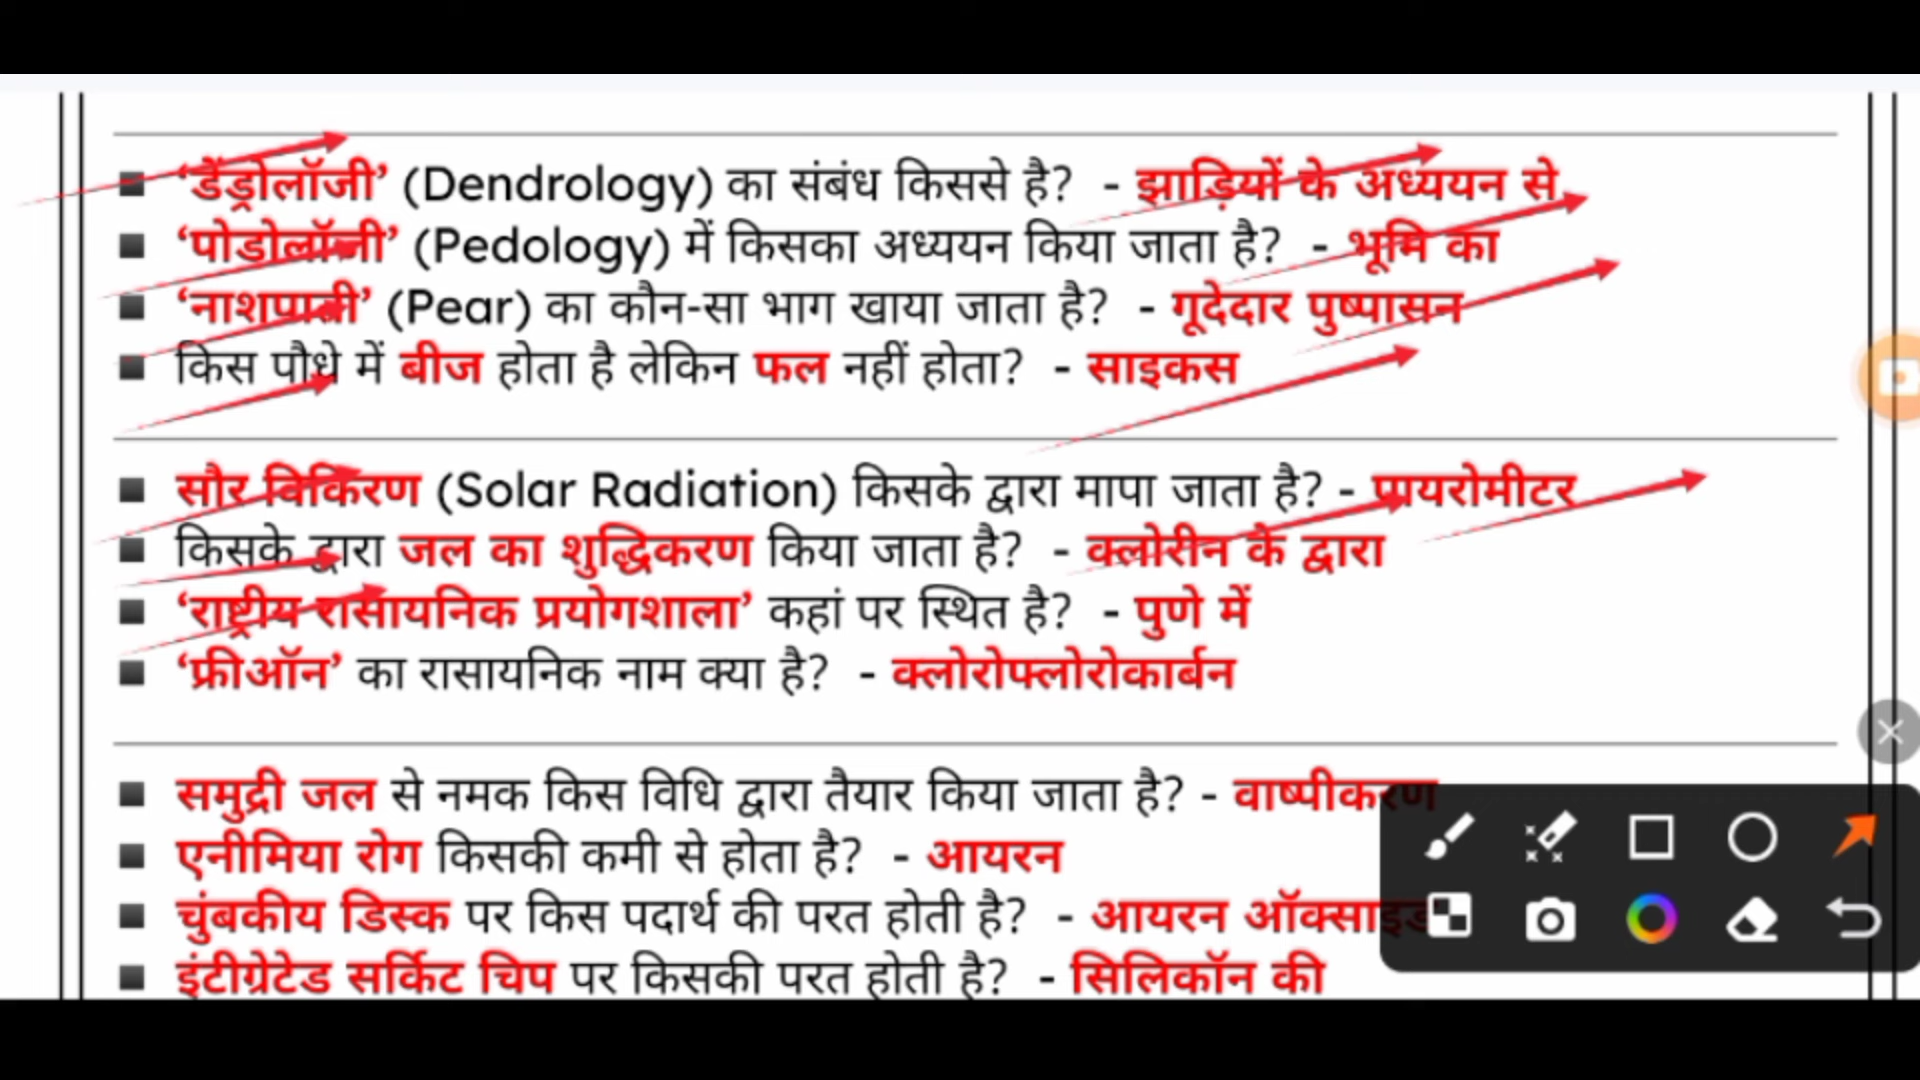 ‘डेंड्रोलॉजी’ (Dendrology) का संबंध किससे है? - झाड़ियों के अध्ययन से
‘पोडोलॉजी’ (Pedology) में किसका अध्ययन किया जाता है? - भूमि का
‘नाशपाती’ (Pear) का कौन-सा भाग खाया जाता है? - गूदेदार पुष्पासन
किस पौधे में बीज होता है लेकिन फल नहीं होता? - साइकस
सौर विकिरण (Solar Radiation) किसके द्वारा मापा जाता है? - पायरोमीटर
किसके द्वारा जल का शुद्धिकरण किया जाता है? - क्लोरीन के द्वारा
‘राष्ट्रीय रासायनिक प्रयोगशाला’ कहां पर स्थित है? - पुणे में
‘फ्रीऑन’ का रासायनिक नाम क्या है? - क्लोरोफ्लोरोकार्बन
समुद्री जल से नमक किस विधि द्वारा तैयार किया जाता है? - वाष्पीकरण
एनीमिया रोग किसकी कमी से होता है? - आयरन
चुंबकीय डिस्क पर किस पदार्थ की परत होती है? - आयरन ऑक्साइड
इंटीग्रेटेड सर्किट चिप पर किसकी परत होती है? - सिलिकॉन की